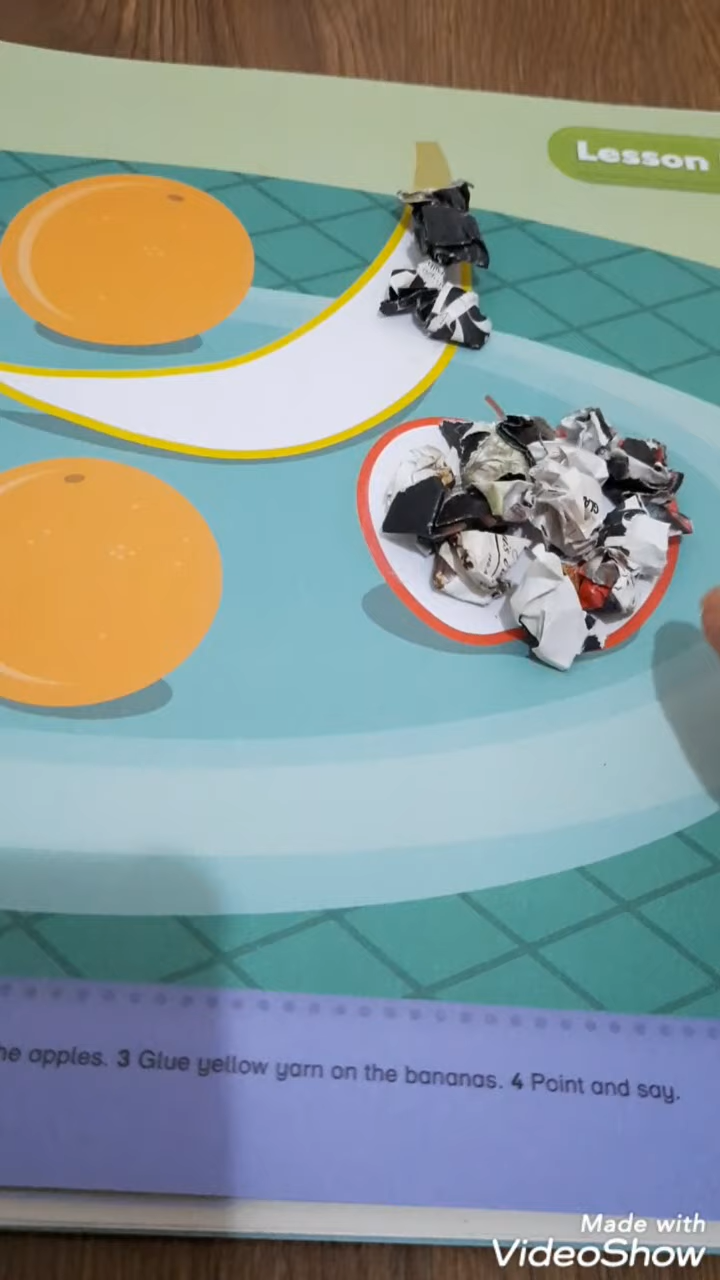 Lesson
he apples. 3 Glue yellow yarn on the bananas. 4 Point and say.
Made with
VideoShow